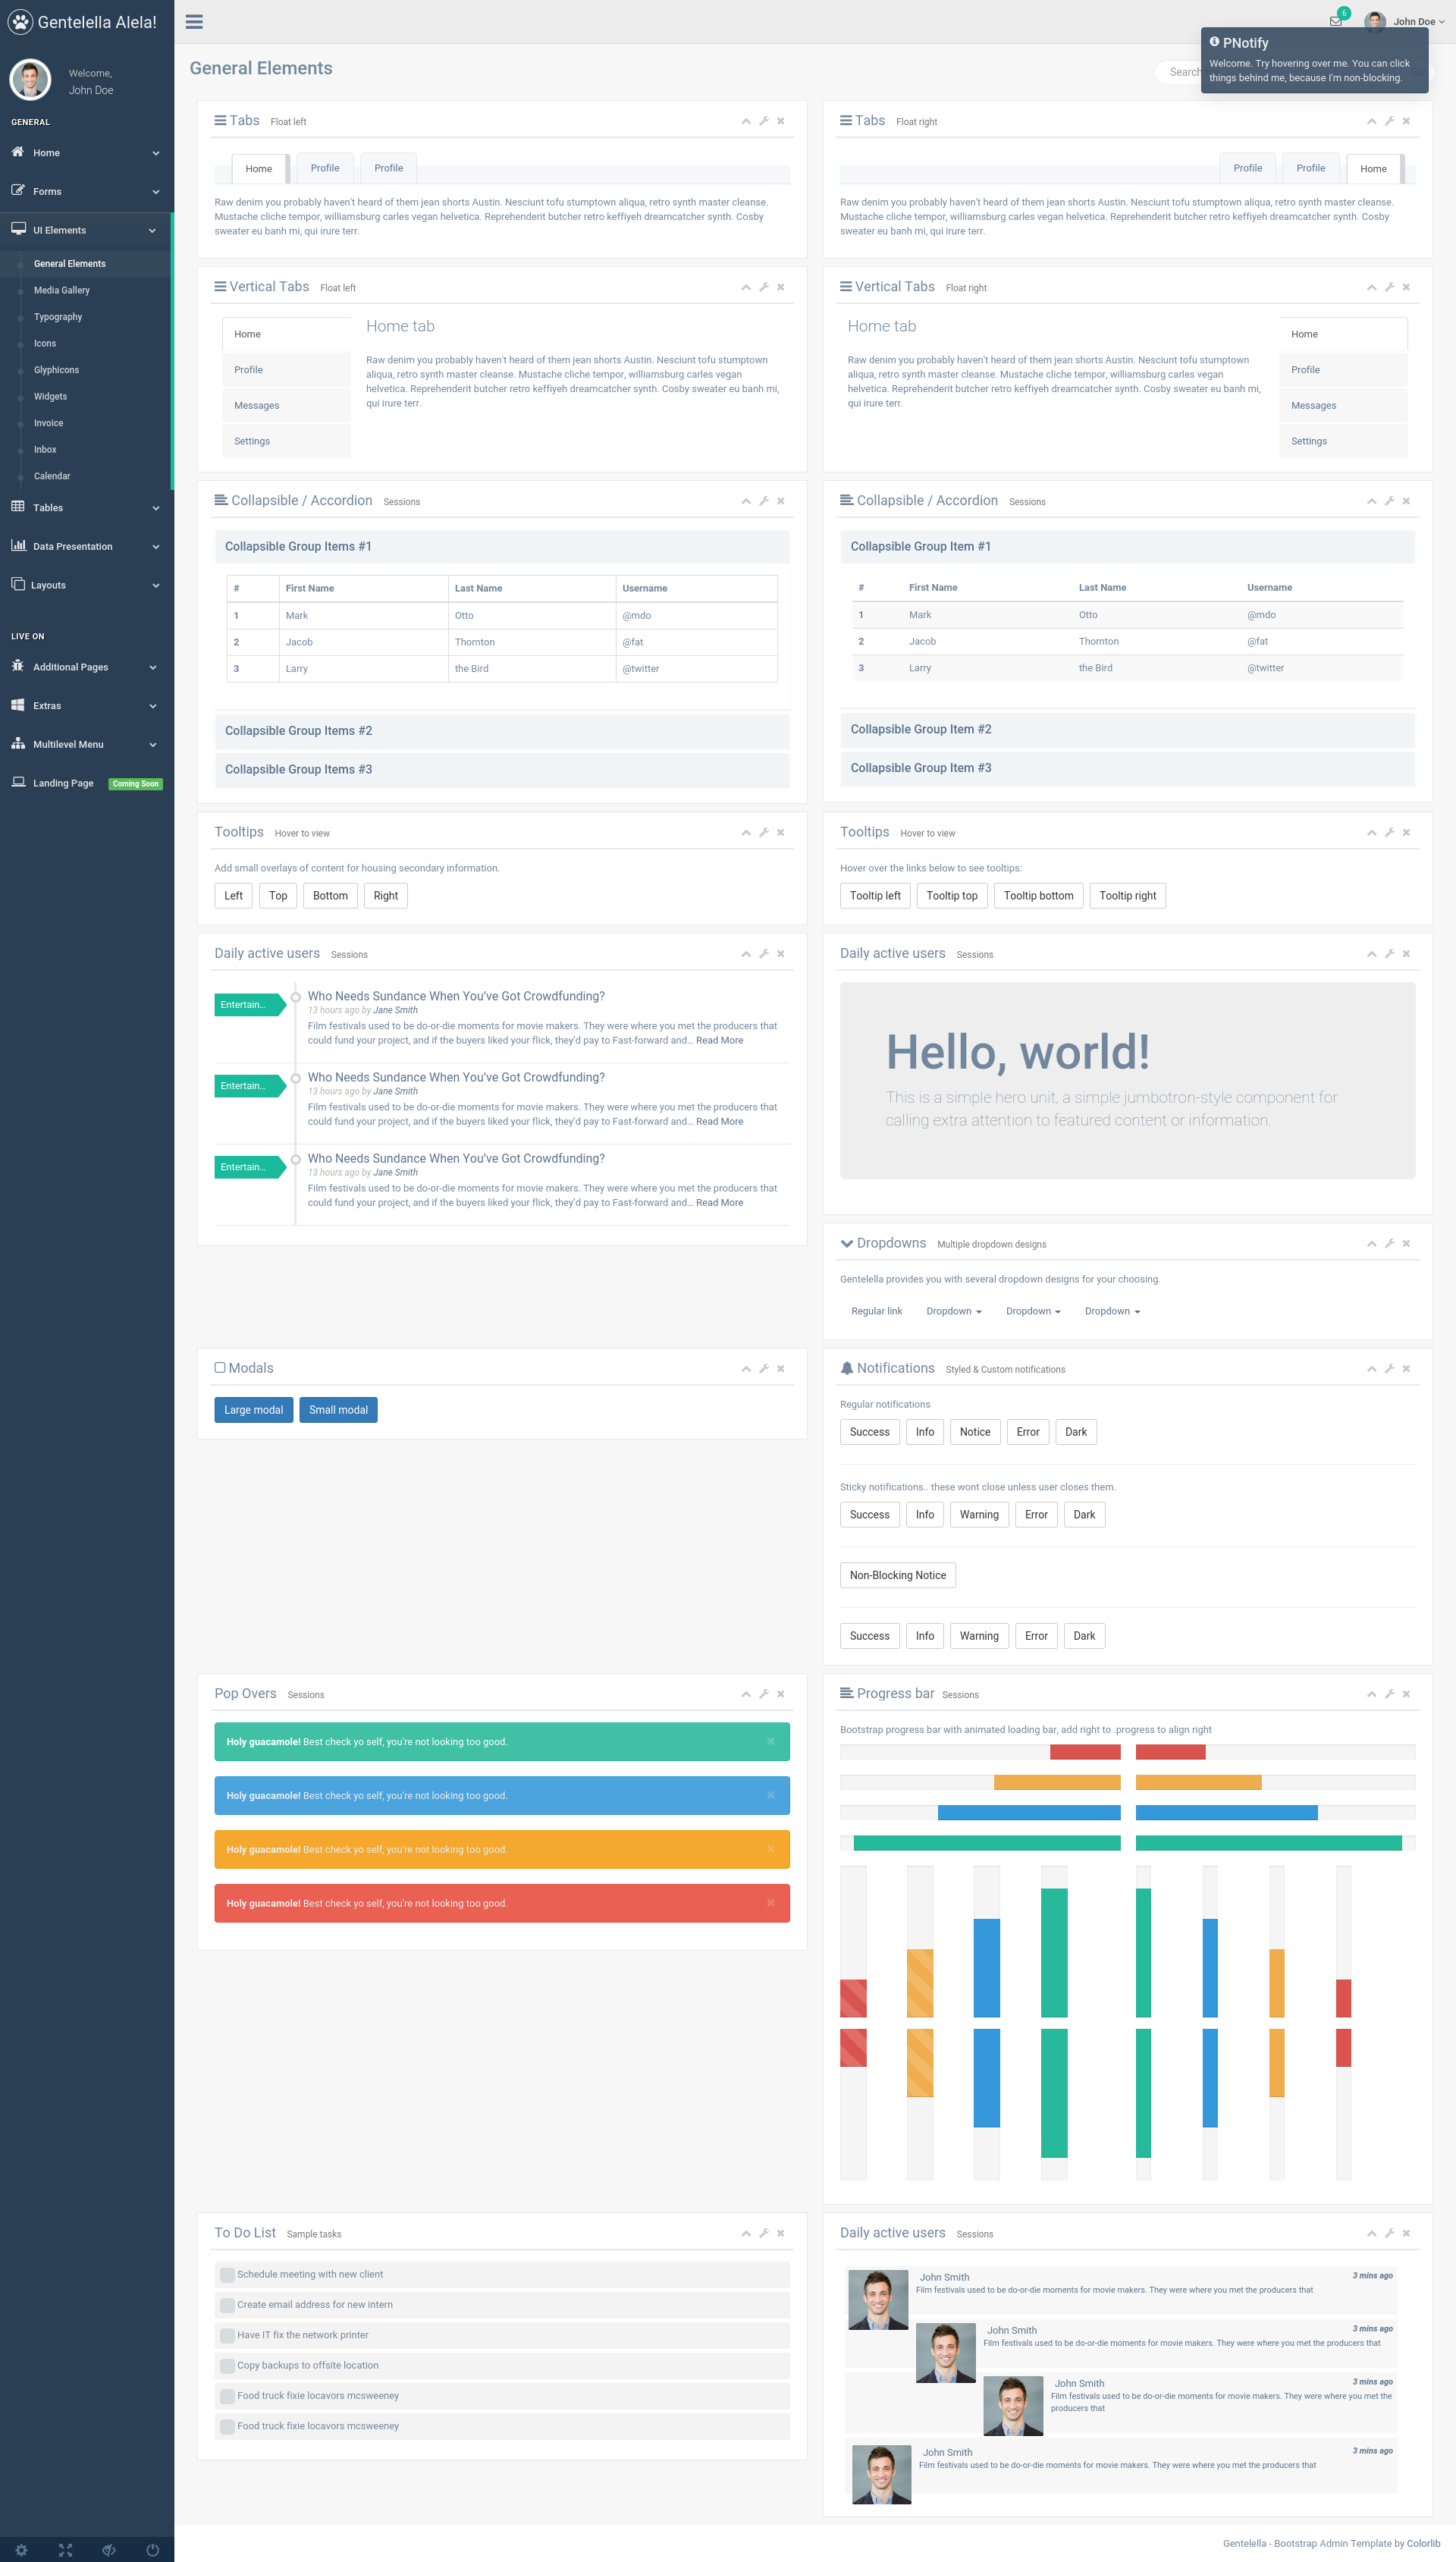 Gentelella Alela!
Welcome,
John Doe
GENERAL
Home
Forms
UI Elements
General Elements
Media Gallery
Typography
Icons
Glyphicons
Widgets
Invoice
Inbox
Calendar
Tables
Data Presentation
Layouts
LIVE ON
Additional Pages
Extras
Multilevel Menu
Landing Page Coming Soon
6
John Doe
PNotify
Welcome. Try hovering over me. You can click
things behind me, because I'm non-blocking.
General Elements
Search
Tabs Float left
Home Profile Profile
Raw denim you probably haven't heard of them jean shorts Austin. Nesciunt tofu stumptown aliqua, retro synth master cleanse.
Mustache cliche tempor, williamsburg carles vegan helvetica. Reprehenderit butcher retro keffiyeh dreamcatcher synth. Cosby
sweater eu banh mi, qui irure terr.
Tabs Float right
Profile Profile Home
Raw denim you probably haven't heard of them jean shorts Austin. Nesciunt tofu stumptown aliqua, retro synth master cleanse.
Mustache cliche tempor, williamsburg carles vegan helvetica. Reprehenderit butcher retro keffiyeh dreamcatcher synth. Cosby
sweater eu banh mi, qui irure terr.
Vertical Tabs Float left
Home
Profile
Messages
Settings
Home tab
Raw denim you probably haven't heard of them jean shorts Austin. Nesciunt tofu stumptown
aliqua, retro synth master cleanse. Mustache cliche tempor, williamsburg carles vegan
helvetica. Reprehenderit butcher retro keffiyeh dreamcatcher synth. Cosby sweater eu banh mi,
qui irure terr.
Vertical Tabs Float right
Home tab
Raw denim you probably haven't heard of them jean shorts Austin. Nesciunt tofu stumptown
aliqua, retro synth master cleanse. Mustache cliche tempor, williamsburg carles vegan
helvetica. Reprehenderit butcher retro keffiyeh dreamcatcher synth. Cosby sweater eu banh mi,
qui irure terr.
Home
Profile
Messages
Settings
Collapsible / Accordion Sessions
Collapsible Group Items #1
# First Name Last Name Username
1 Mark Otto @mdo
2 Jacob Thornton @fat
3 Larry the Bird @twitter
Collapsible Group Items #2
Collapsible Group Items #3
Collapsible / Accordion Sessions
Collapsible Group Item #1
# First Name Last Name Username
1 Mark Otto @mdo
2 Jacob Thornton @fat
3 Larry the Bird @twitter
Collapsible Group Item #2
Collapsible Group Item #3
Tooltips Hover to view
Add small overlays of content for housing secondary information.
Left Top Bottom Right
Tooltips Hover to view
Hover over the links below to see tooltips:
Tooltip left Tooltip top Tooltip bottom Tooltip right
Daily active users Sessions
Entertain...
Who Needs Sundance When You've Got Crowdfunding?
13 hours ago by Jane Smith
Film festivals used to be do-or-die moments for movie makers. They were where you met the producers that
could fund your project, and if the buyers liked your flick, they'd pay to Fast-forward and... Read More
Entertain...
Who Needs Sundance When You've Got Crowdfunding?
13 hours ago by Jane Smith
Film festivals used to be do-or-die moments for movie makers. They were where you met the producers that
could fund your project, and if the buyers liked your flick, they'd pay to Fast-forward and... Read More
Entertain...
Who Needs Sundance When You've Got Crowdfunding?
13 hours ago by Jane Smith
Film festivals used to be do-or-die moments for movie makers. They were where you met the producers that
could fund your project, and if the buyers liked your flick, they'd pay to Fast-forward and... Read More
Daily active users Sessions
Hello, world!
This is a simple hero unit, a simple jumbotron-style component for
calling extra attention to featured content or information.
Dropdowns Multiple dropdown designs
Gentelella provides you with several dropdown designs for your choosing.
Regular link Dropdown Dropdown Dropdown
Modals
Large modal Small modal
Notifications Styled & Custom notifications
Regular notifications
Success Info Notice Error Dark
Sticky notifications.. these wont close unless user closes them.
Success Info Warning Error Dark
Non-Blocking Notice
Success Info Warning Error Dark
Pop Overs Sessions
Holy guacamole! Best check yo self, you're not looking too good.
Holy guacamole! Best check yo self, you're not looking too good.
Holy guacamole! Best check yo self, you're not looking too good.
Holy guacamole! Best check yo self, you're not looking too good.
Progress bar Sessions
Bootstrap progress bar with animated loading bar, add right to .progress to align right
To Do List Sample tasks
Schedule meeting with new client
Create email address for new intern
Have IT fix the network printer
Copy backups to offsite location
Food truck fixie locavors mcsweeney
Food truck fixie locavors mcsweeney
Daily active users Sessions
John Smith 3 mins ago
Film festivals used to be do-or-die moments for movie makers. They were where you met the producers that
John Smith 3 mins ago
Film festivals used to be do-or-die moments for movie makers. They were where you met the producers that
John Smith 3 mins ago
Film festivals used to be do-or-die moments for movie makers. They were where you met the
producers that
John Smith 3 mins ago
Film festivals used to be do-or-die moments for movie makers. They were where you met the producers that
Gentelella - Bootstrap Admin Template by Colorlib